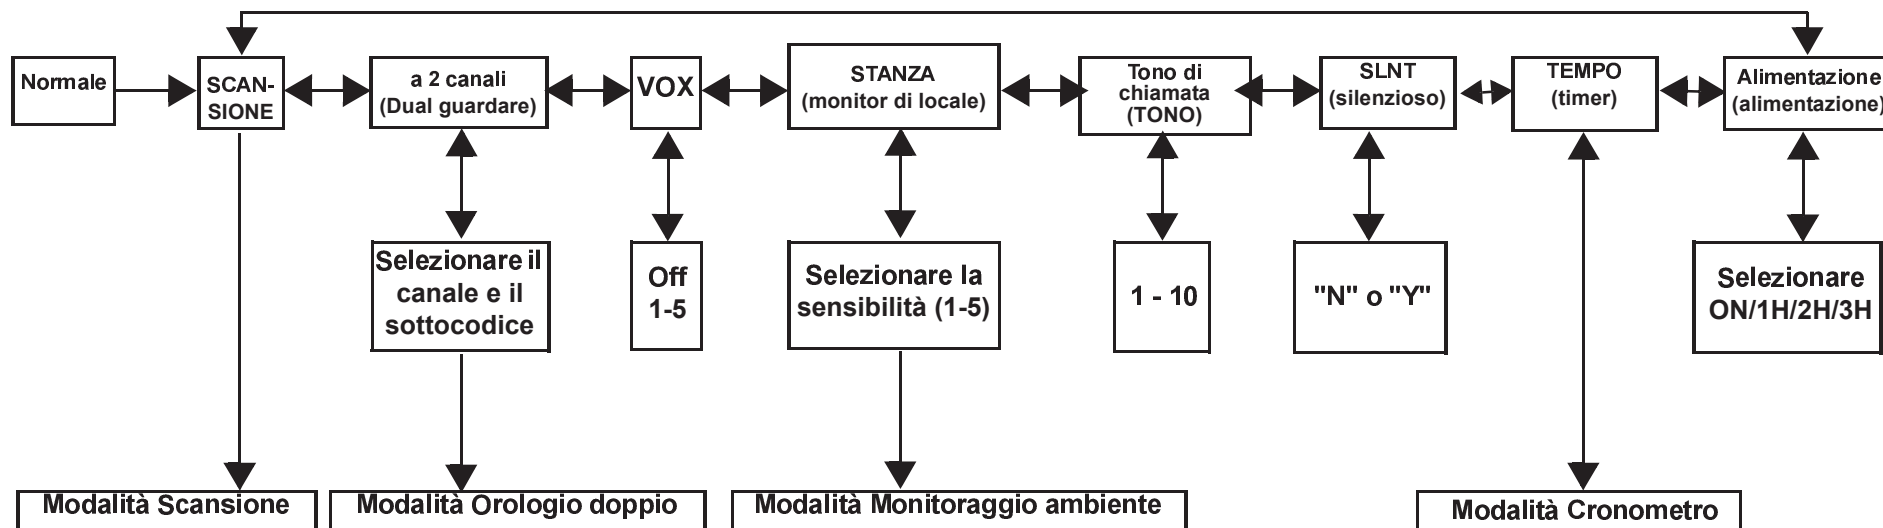 Normale
SCAN-
SIONE
a 2 canali
(Dual guardare)
VOX
STANZA
(monitor di locale)
Tono di
chiamata
(TONO)
SLNT
(silenzioso)
TEMPO
(timer)
Alimentazione
(alimentazione)
Selezionare il
canale e il
sottocodice
Off
1-5
Selezionare la
sensibilità (1-5)
1 - 10
"N" o "Y"
Selezionare
ON/1H/2H/3H
Modalità Scansione
Modalità Orologio doppio
Modalità Monitoraggio ambiente
Modalità Cronometro